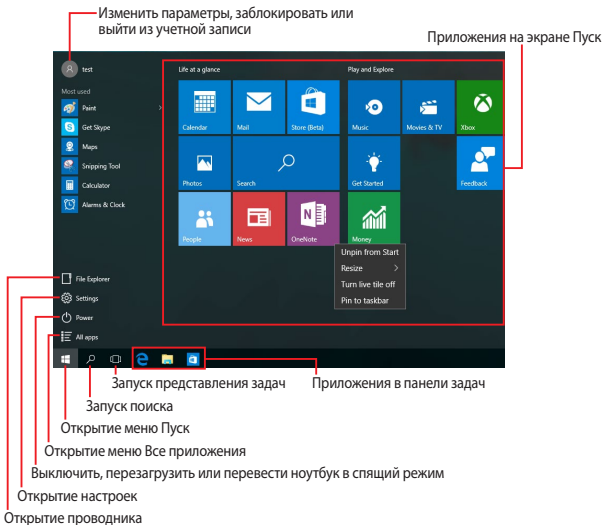 Изменить параметры, заблокировать или
выйти из учетной записи
Приложения на экране Пуск
test
Life at a glance
Play and Explore
Most used
Paint
Get Skype
Maps
Snipping Tool
Calculator
Alarms & Clock
Calendar
Mail
Store (Beta)
Music
Movies & TV
Xbox
Photos
Search
Get Started
Feedback
People
News
OneNote
Money
Unpin from Start
Resize
Turn live tile off
Pin to taskbar
File Explorer
Settings
Power
All apps
Запуск представления задач
Приложения в панели задач
Запуск поиска
Открытие меню Пуск
Открытие меню Все приложения
Выключить, перезагрузить или перевести ноутбук в спящий режим
Открытие настроек
Открытие проводника